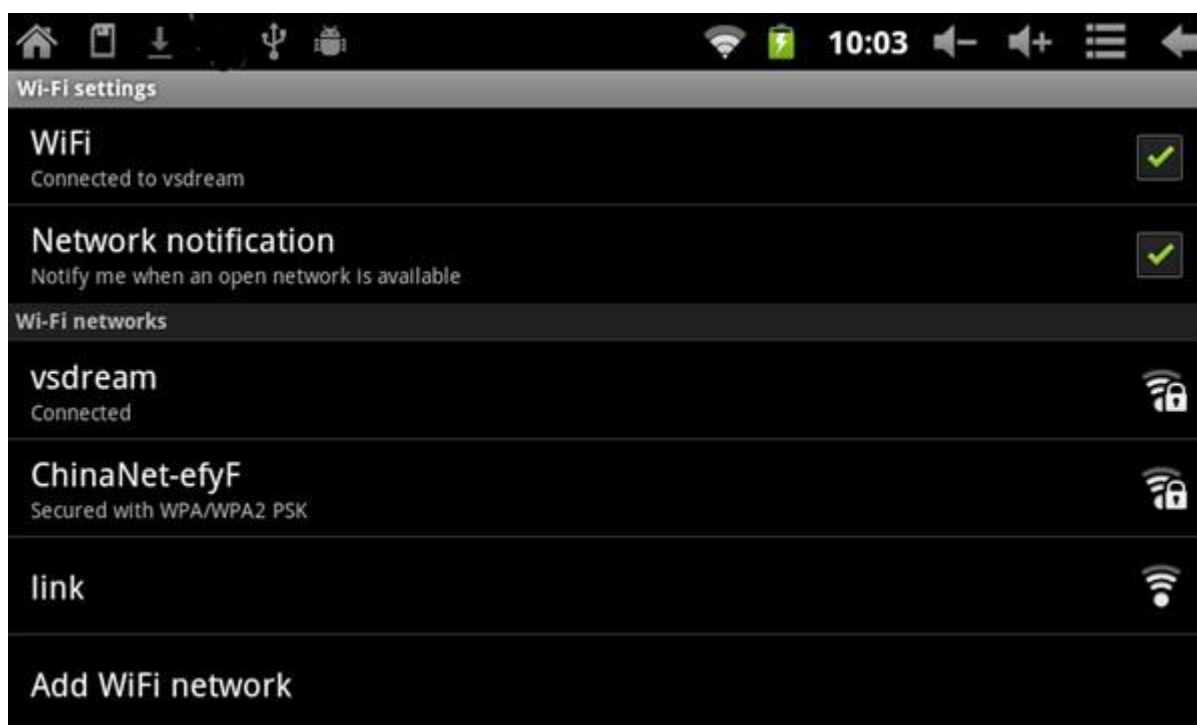 10:03
Wi-Fi settings
WiFi
Connected to vsdream
Network notification
Notify me when an open network is available
Wi-Fi networks
vsdream
Connected
ChinaNet-efyF
Secured with WPA/WPA2 PSK
link
Add WiFi network